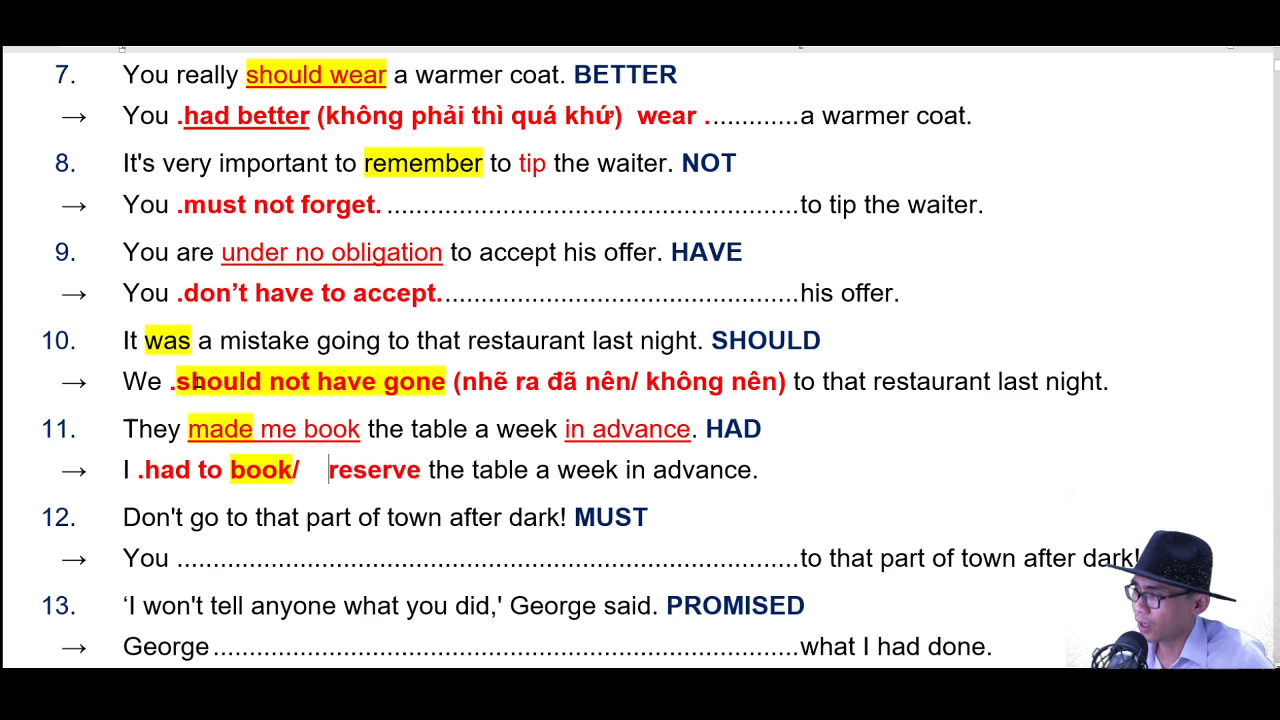 7. You really should wear a warmer coat. BETTER
→ You .had better (không phải thì quá khứ) wear .............a warmer coat.
8. It's very important to remember to tip the waiter. NOT
→ You .must not forget. .........................................................to tip the waiter.
9. You are under no obligation to accept his offer. HAVE
→ You .don’t have to accept..................................................his offer.
10. It was a mistake going to that restaurant last night. SHOULD
→ We .should not have gone (nhẽ ra đã nên/ không nên) to that restaurant last night.
11. They made me book the table a week in advance. HAD
→ I .had to book/ reserve the table a week in advance.
12. Don't go to that part of town after dark! MUST
→ You ......................................................................................to that part of town after dark!
13. ‘I won't tell anyone what you did,' George said. PROMISED
→ George.................................................................................what I had done.